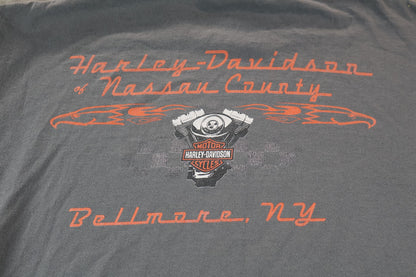 Harley-Davidson
of Nassau County
MOTOR
HARLEY-DAVIDSON
CYCLES
Bellmore, NY